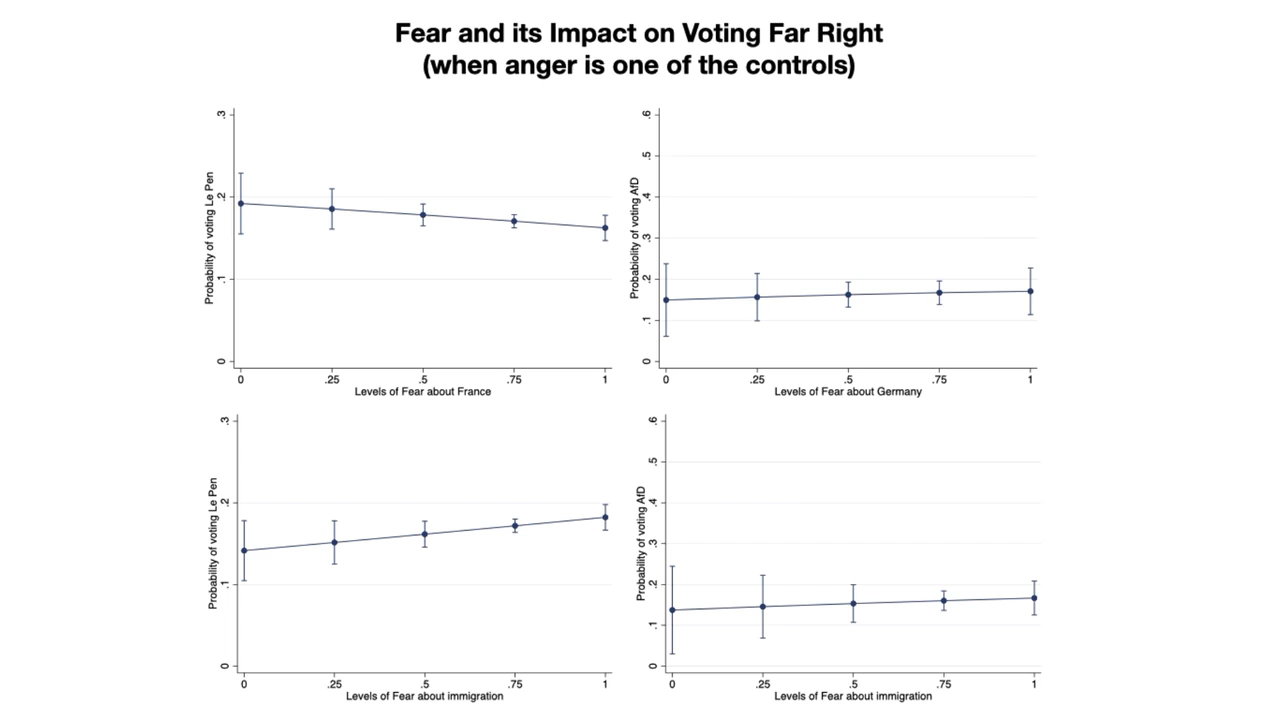 Fear and its Impact on Voting Far Right
(when anger is one of the controls)
Probability of voting Le Pen
.3
.2
.1
0
0 .25 .5 .75 1
Levels of Fear about France
Probabiolity of voting AfD
.6
.5
.4
.3
.2
.1
0
0 .25 .5 .75 1
Levels of Fear about Germany
Probability of voting Le Pen
.3
.2
.1
0
0 .25 .5 .75 1
Levels of Fear about immigration
Probability of voting AfD
.6
.5
.4
.3
.2
.1
0
0 .25 .5 .75 1
Levels of Fear about immigration